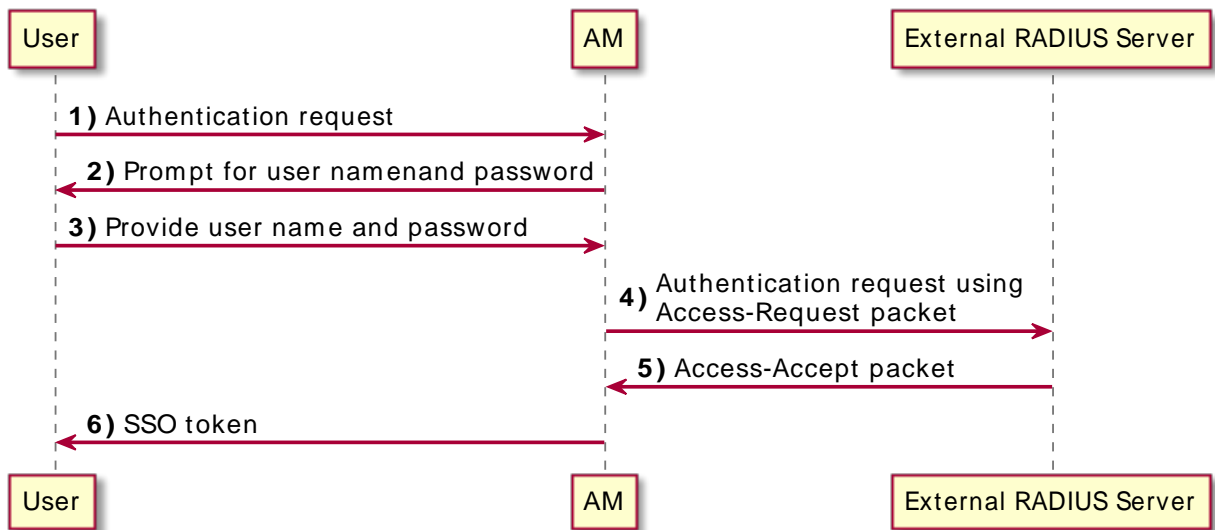 User
AM
External RADIUS Server
1) Authentication request
2) Prompt for user namenand password
3) Provide user name and password
4) Authentication request using
Access-Request packet
5) Access-Accept packet
6) SSO token
User
AM
External RADIUS Server